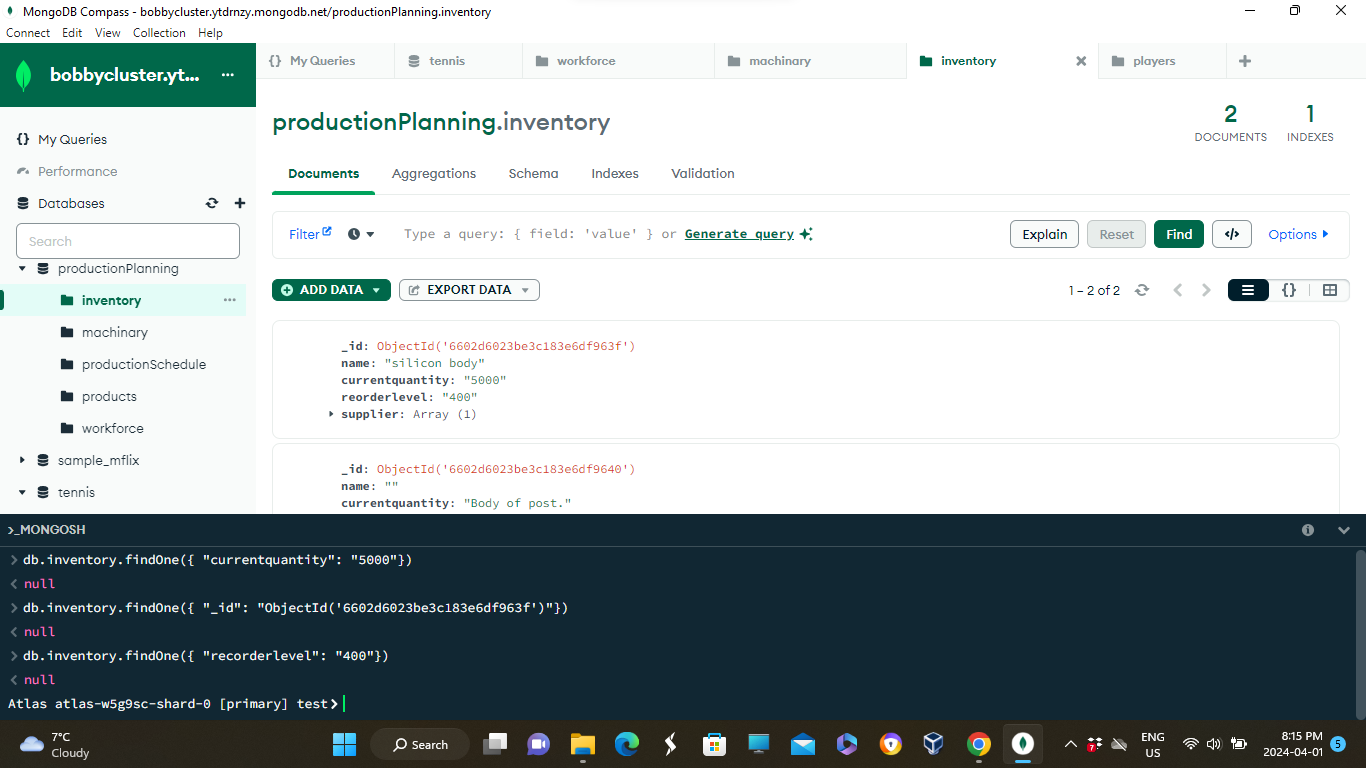 MongoDB Compass - bobbycluster.ytdrnzy.mongodb.net/productionPlanning.inventory
Connect Edit View Collection Help
bobbycluster.yt... ...
{} My Queries
tennis
workforce
machinary
inventory
players
My Queries
Performance
Databases
Search
productionPlanning
inventory
machinary
productionSchedule
products
workforce
sample_mflix
tennis
productionPlanning.inventory
2
DOCUMENTS
1
INDEXES
Documents Aggregations Schema Indexes Validation
Filter Type a query: { field: 'value' } or Generate query Explain Reset Find </> Options
ADD DATA EXPORT DATA 1 – 2 of 2 {}
_id: ObjectId('6602d6023be3c183e6df963f')
name: "silicon body"
currentquantity: "5000"
reorderlevel: "400"
supplier: Array (1)
_id: ObjectId('6602d6023be3c183e6df9640')
name: ""
currentquantity: "Body of post."
>_MONGOSH
> db.inventory.findOne({ "currentquantity": "5000"})
< null
> db.inventory.findOne({ "_id": "ObjectId('6602d6023be3c183e6df963f')"})
< null
> db.inventory.findOne({ "recorderlevel": "400"})
< null
Atlas atlas-w5g9sc-shard-0 [primary] test>
7°C
Cloudy
Search
7
ENG
US
8:15 PM
2024-04-01
5